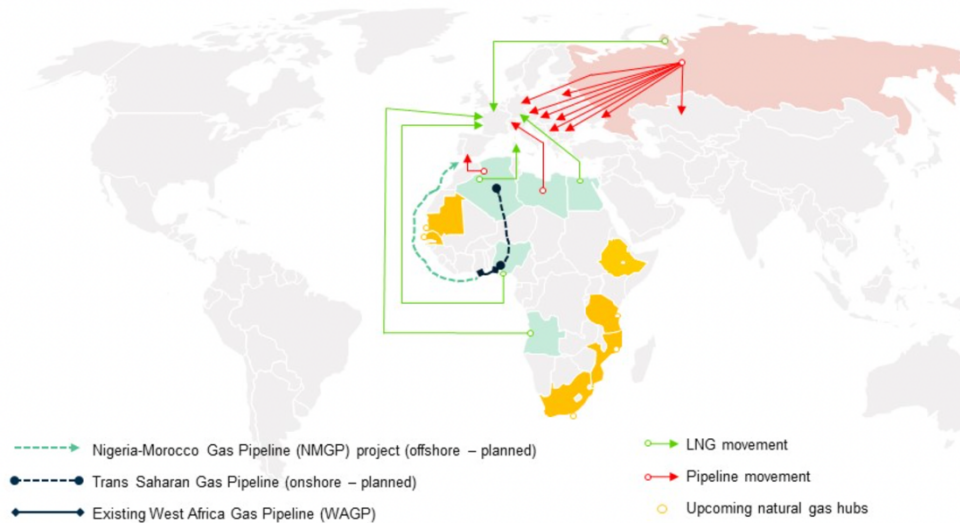 Nigeria-Morocco Gas Pipeline (NMGP) project (offshore – planned)
Trans Saharan Gas Pipeline (onshore – planned)
Existing West Africa Gas Pipeline (WAGP)
LNG movement
Pipeline movement
Upcoming natural gas hubs